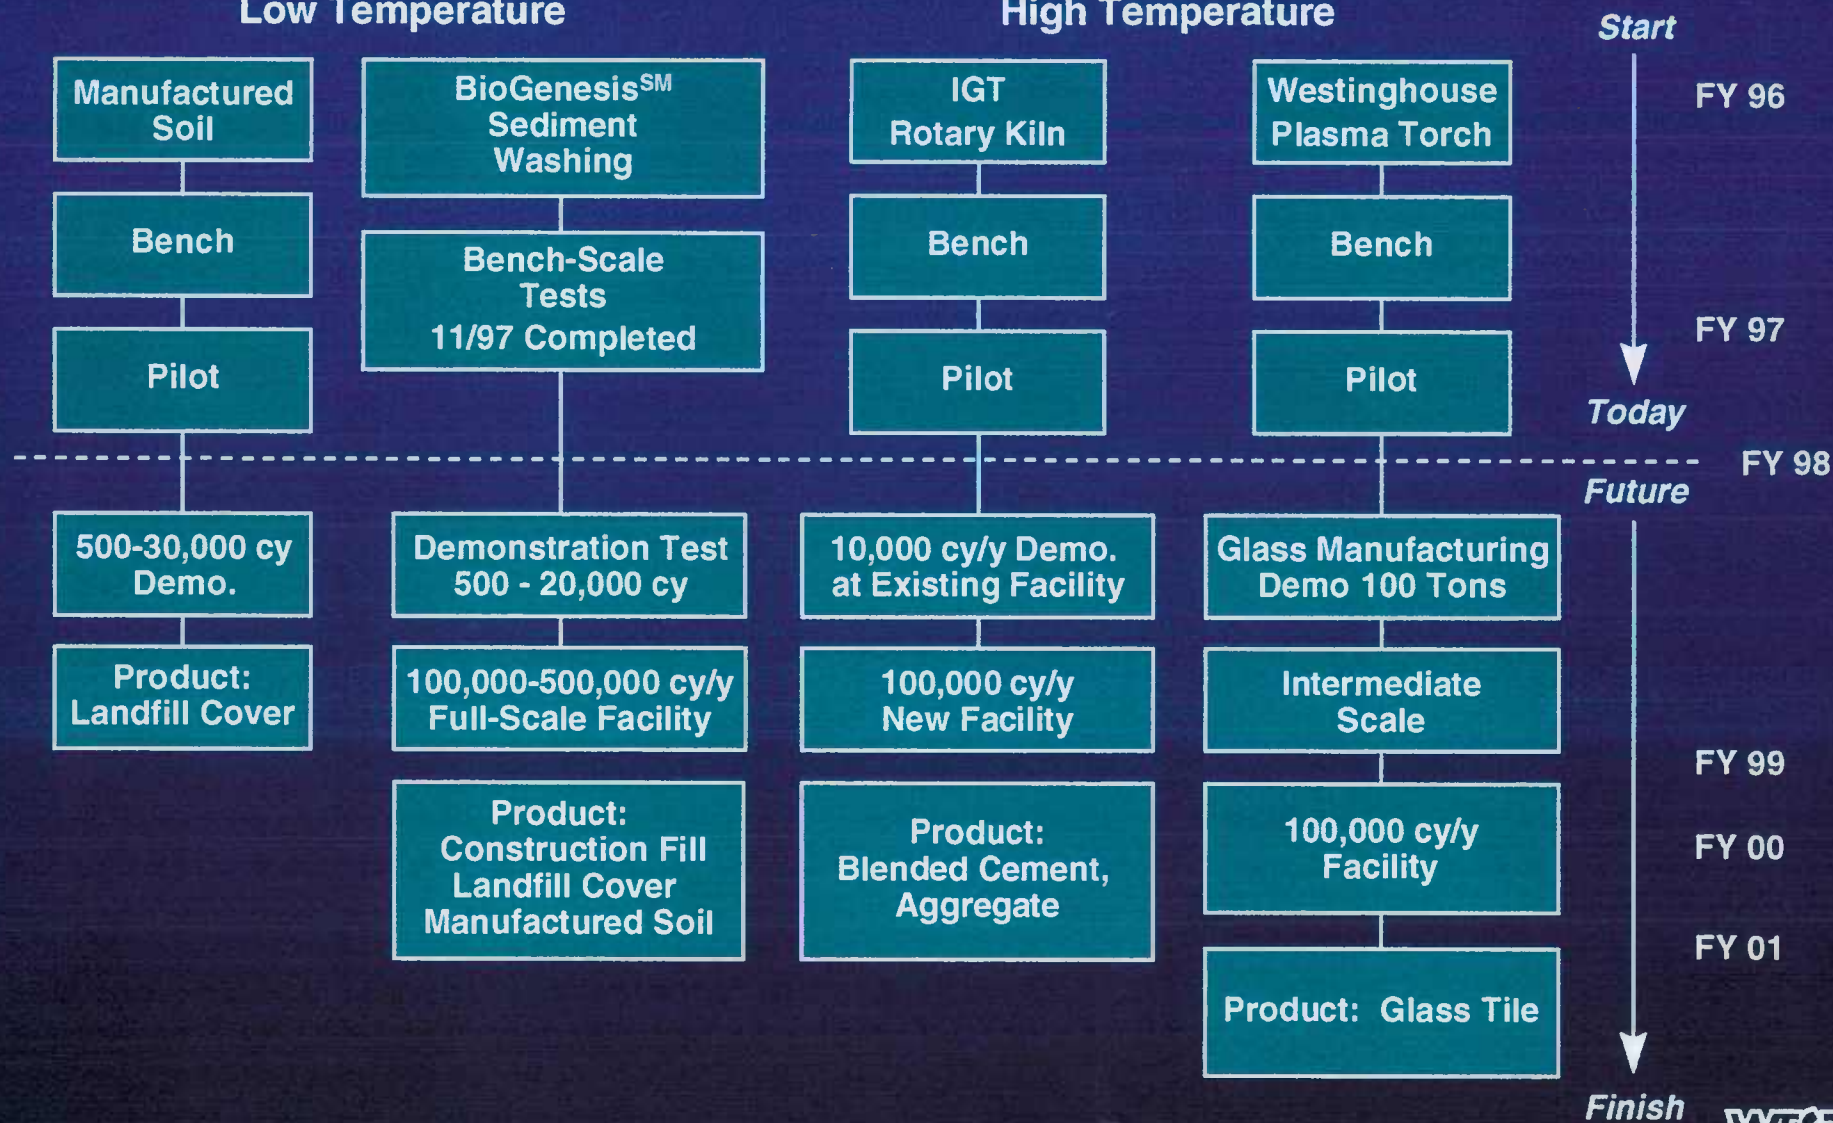 Low Temperature
High Temperature
Start
Manufactured
Soil
Bench
Pilot
500-30,000 cy
Demo.
Product:
Landfill Cover
BioGenesis℠
Sediment
Washing
Bench-Scale
Tests
11/97 Completed
Demonstration Test
500 - 20,000 cy
100,000-500,000 cy/y
Full-Scale Facility
Product:
Construction Fill
Landfill Cover
Manufactured Soil
IGT
Rotary Kiln
Bench
Pilot
10,000 cy/y Demo.
at Existing Facility
100,000 cy/y
New Facility
Product:
Blended Cement,
Aggregate
Westinghouse
Plasma Torch
Bench
Pilot
Glass Manufacturing
Demo 100 Tons
Intermediate
Scale
100,000 cy/y
Facility
Product: Glass Tile
FY 96
FY 97
Today
FY 98
Future
FY 99
FY 00
FY 01
Finish